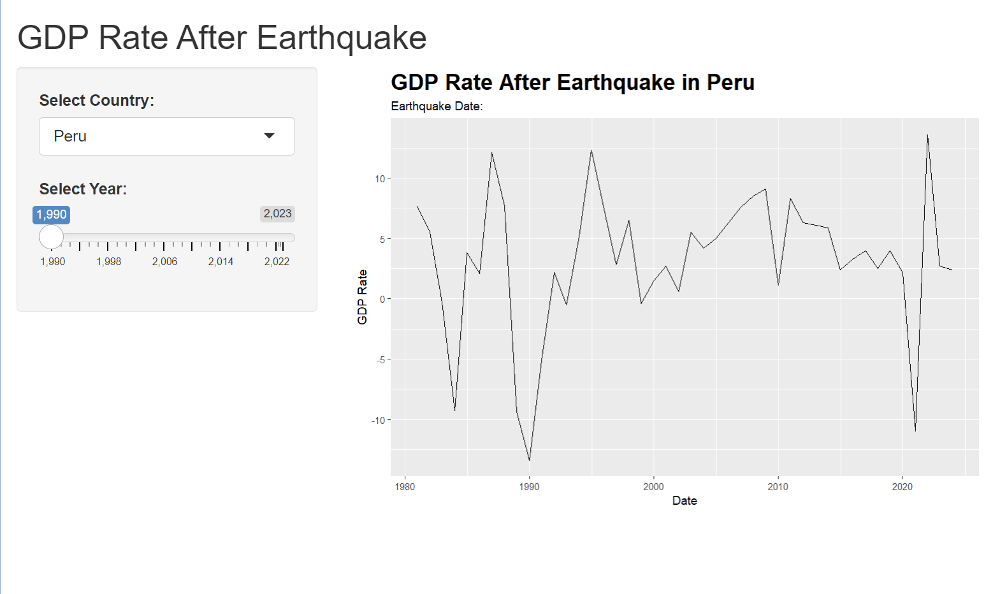 GDP Rate After Earthquake
Select Country:
Peru
Select Year:
1,990
2,023
1,990 1,998 2,006 2,014 2,022
GDP Rate After Earthquake in Peru
Earthquake Date:
10
5
0
-5
-10
GDP Rate
1980 1990 2000 2010 2020
Date